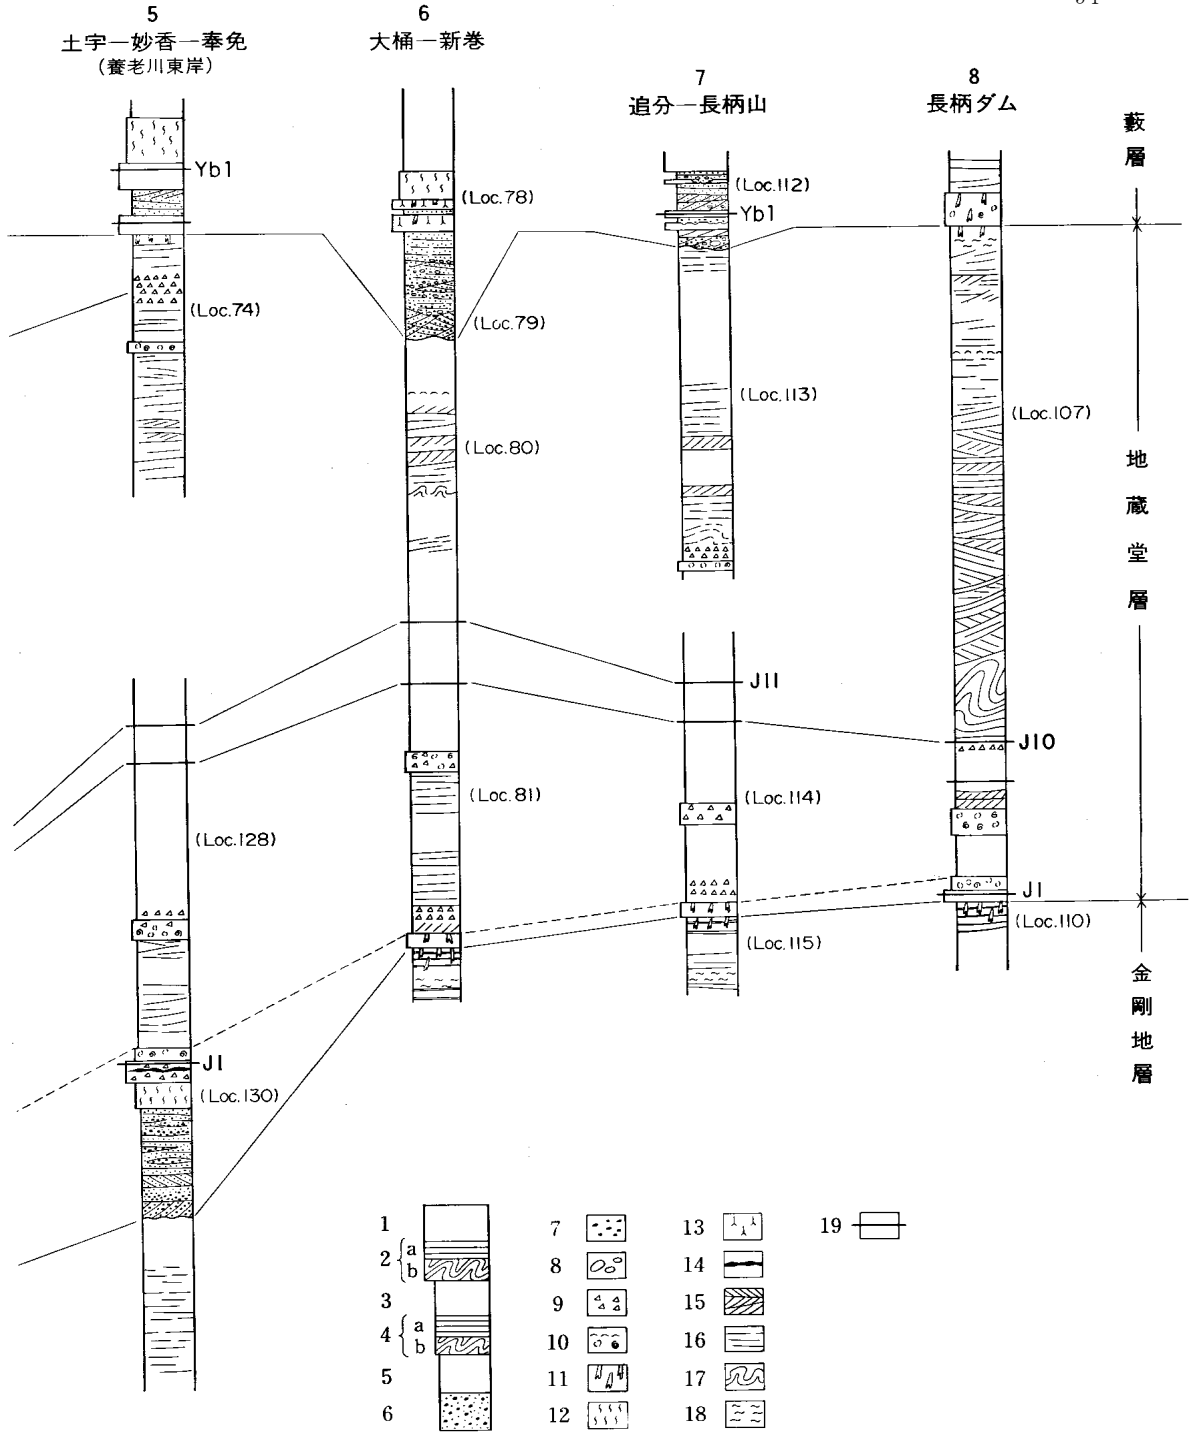 5
土宇—妙香—奉免
(養老川東岸)
6
大桶—新巻
7
追分—長柄山
8
長柄ダム
藪層
地蔵堂層
金剛地層
Yb1
(Loc.74)
(Loc.128)
J1
(Loc.130)
(Loc.78)
(Loc.79)
(Loc.80)
(Loc.81)
(Loc.112)
Yb1
(Loc.113)
J11
(Loc.114)
(Loc.115)
(Loc.107)
J10
J1
(Loc.110)
1
2 { a
b
3
4 { a
b
5
6
7
8
9
10
11
12
13
14
15
16
17
18
19